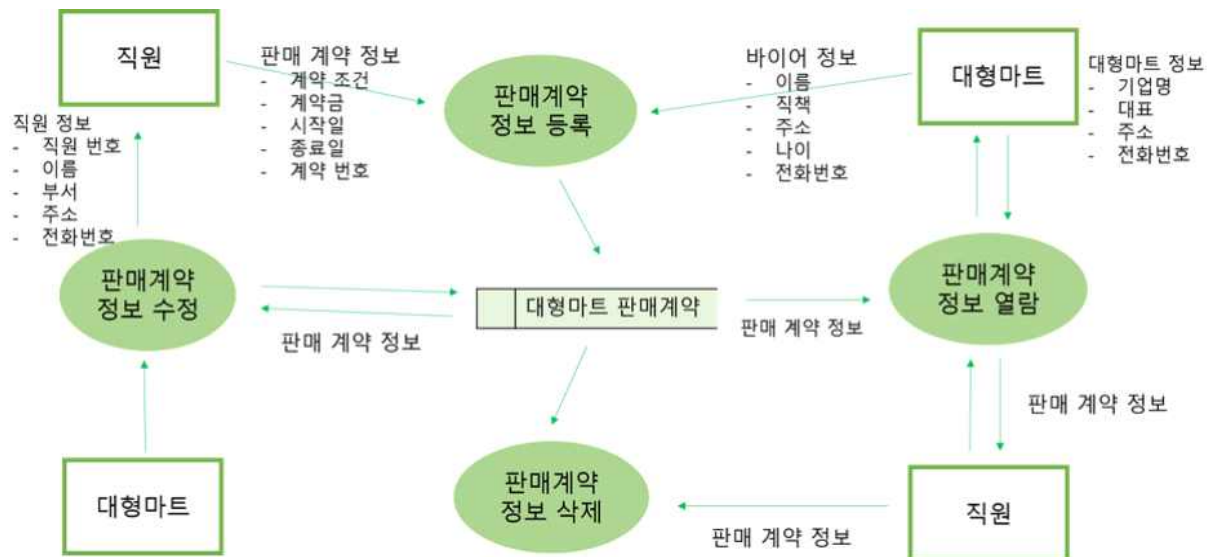 직원
판매 계약 정보
- 계약 조건
- 계약금
- 시작일
- 종료일
- 계약 번호
판매계약
정보 등록
바이어 정보
- 이름
- 직책
- 주소
- 나이
- 전화번호
대형마트
대형마트 정보
- 기업명
- 대표
- 주소
- 전화번호
직원 정보
- 직원 번호
- 이름
- 부서
- 주소
- 전화번호
판매계약
정보 수정
판매 계약 정보
대형마트 판매계약
판매 계약 정보
판매계약
정보 열람
판매 계약 정보
대형마트
판매계약
정보 삭제
판매 계약 정보
직원